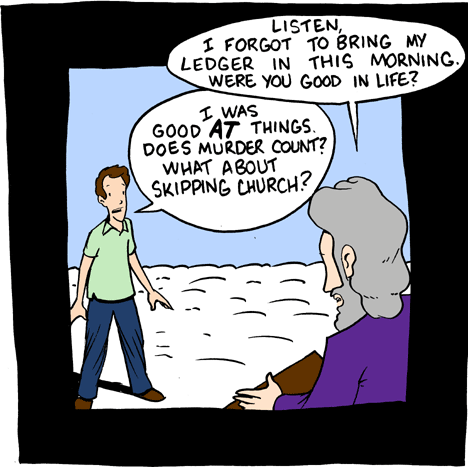 LISTEN,
I FORGOT TO BRING MY
LEDGER IN THIS MORNING.
WERE YOU GOOD IN LIFE?
I WAS
GOOD AT THINGS.
DOES MURDER COUNT?
WHAT ABOUT
SKIPPING CHURCH?